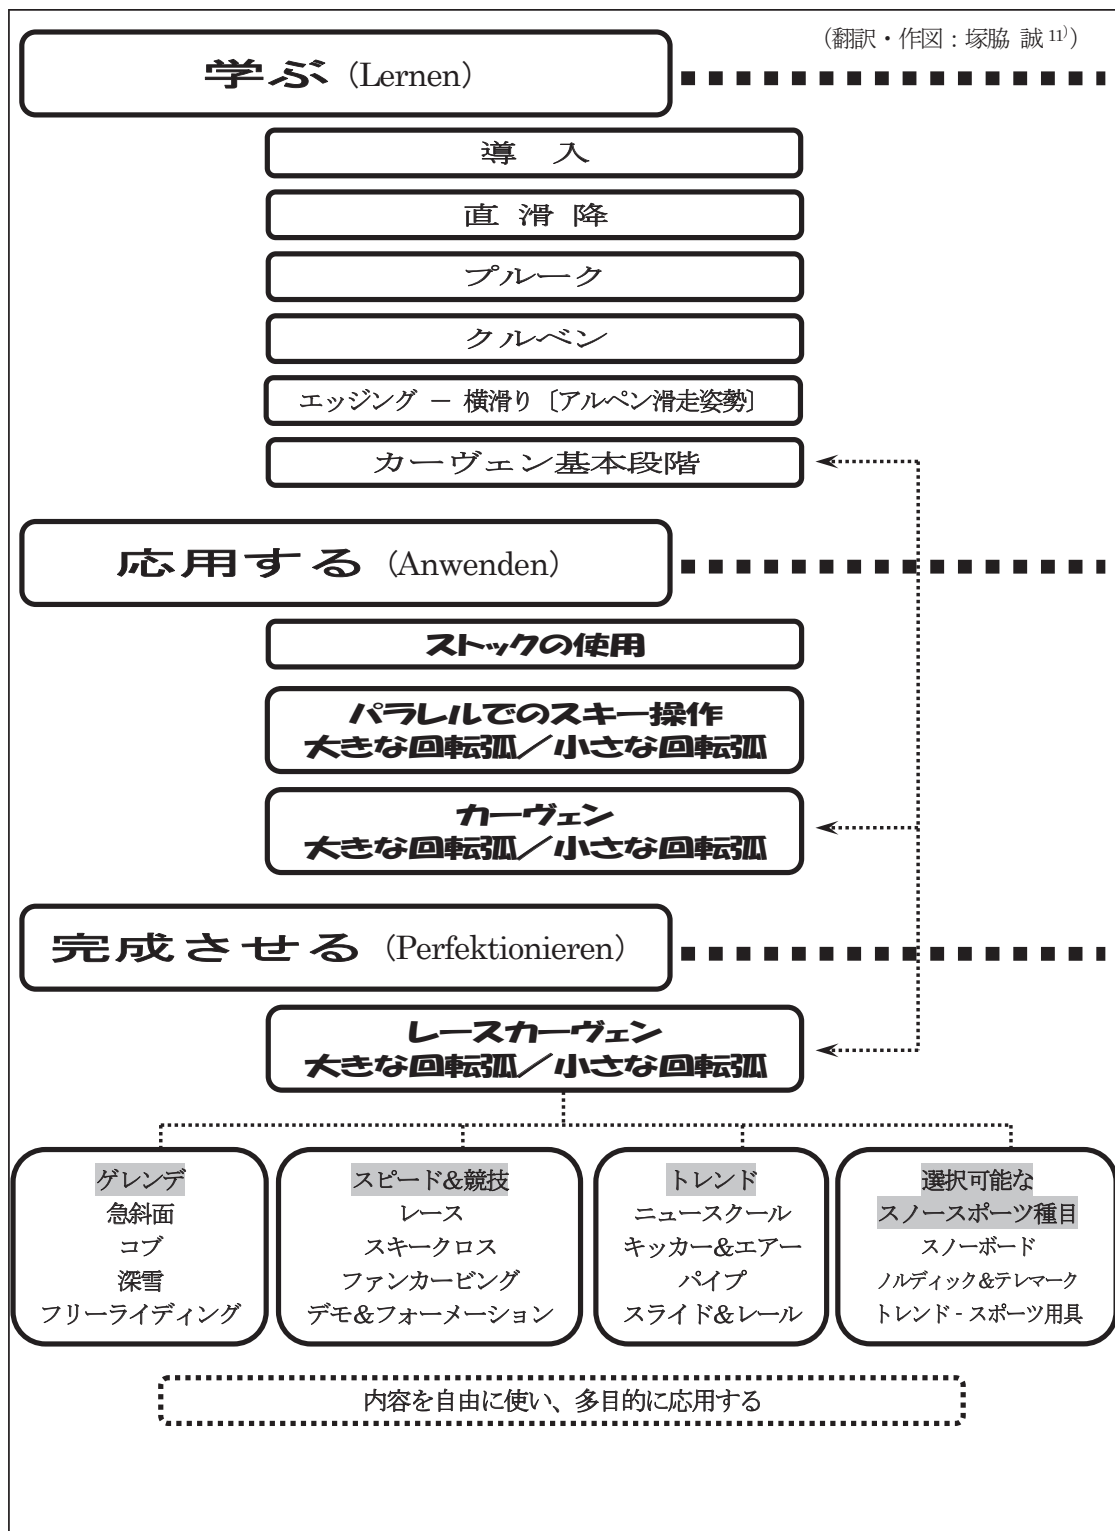 （翻訳・作図：塚脇 誠 11)）
学ぶ（Lernen）
導 入
直 滑 降
プルーク
クルベン
エッジング － 横滑り〔アルペン滑走姿勢〕
カーヴェン基本段階
応用する（Anwenden）
ストックの使用
パラレルでのスキー操作
大きな回転弧／小さな回転弧
カーヴェン
大きな回転弧／小さな回転弧
完成させる（Perfektionieren）
レースカーヴェン
大きな回転弧／小さな回転弧
ゲレンデ
急斜面
コブ
深雪
フリーライディング
スピード＆競技
レース
スキークロス
ファンカービング
デモ＆フォーメーション
トレンド
ニュースクール
キッカー＆エアー
パイプ
スライド＆レール
選択可能な
スノースポーツ種目
スノーボード
ノルディック＆テレマーク
トレンド - スポーツ用具
内容を自由に使い、多目的に応用する